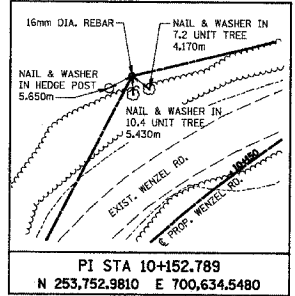 16mm DIA. REBAR
NAIL & WASHER IN
7.2 UNIT TREE
4.170m
NAIL & WASHER
IN HEDGE POST
5.650m
NAIL & WASHER IN
10.4 UNIT TREE
5.430m
EXIST. WENZEL RD.
10+150
℄ PROP. WENZEL RD.
PI STA 10+152.789
N 253,752.9810 E 700,634.5480